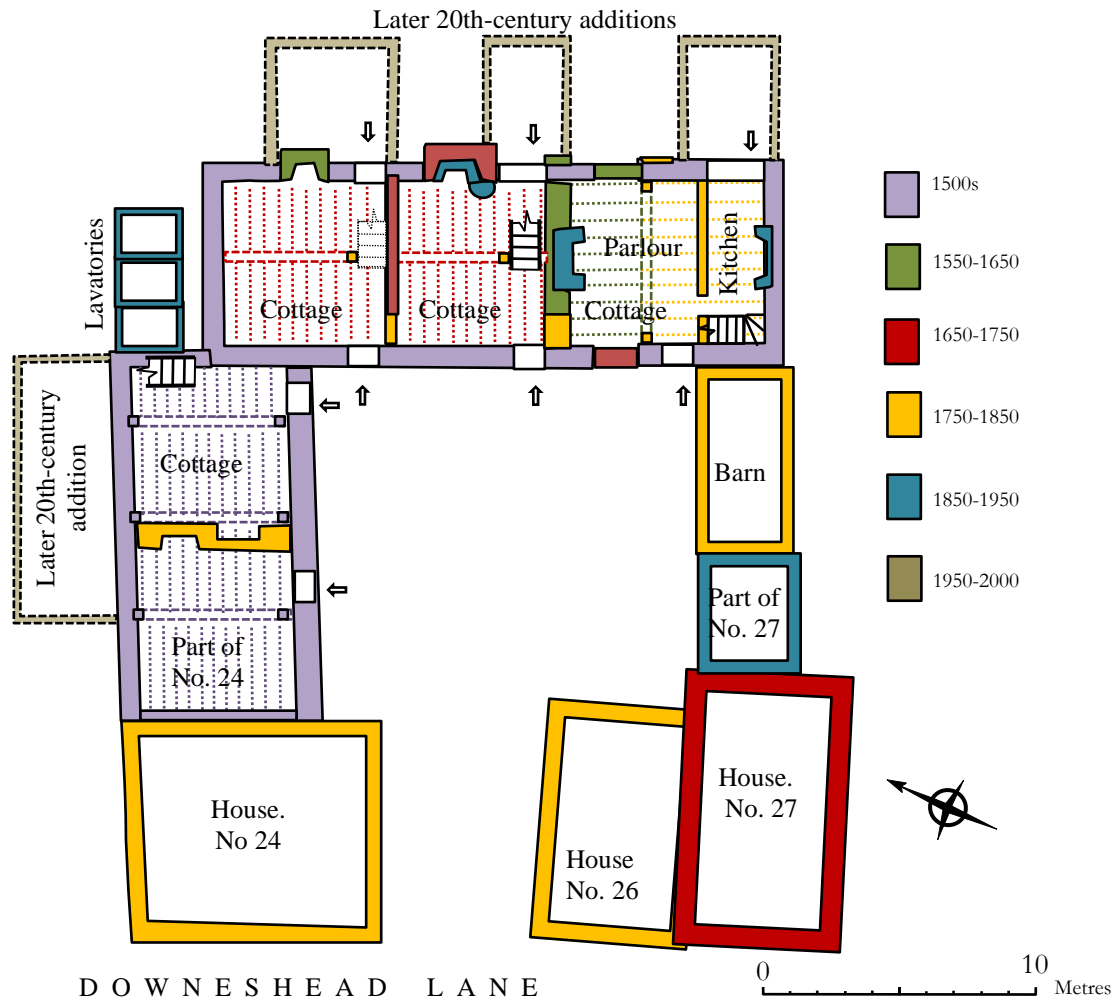 Later 20th-century additions
Lavatories
Cottage
Cottage
Parlour
Cottage
Kitchen
Later 20th-century
addition
Cottage
Part of
No. 24
House.
No 24
Barn
Part of
No. 27
House.
No. 27
House
No. 26
1500s
1550-1650
1650-1750
1750-1850
1850-1950
1950-2000
0
10
Metres
DOWNESHEAD LANE